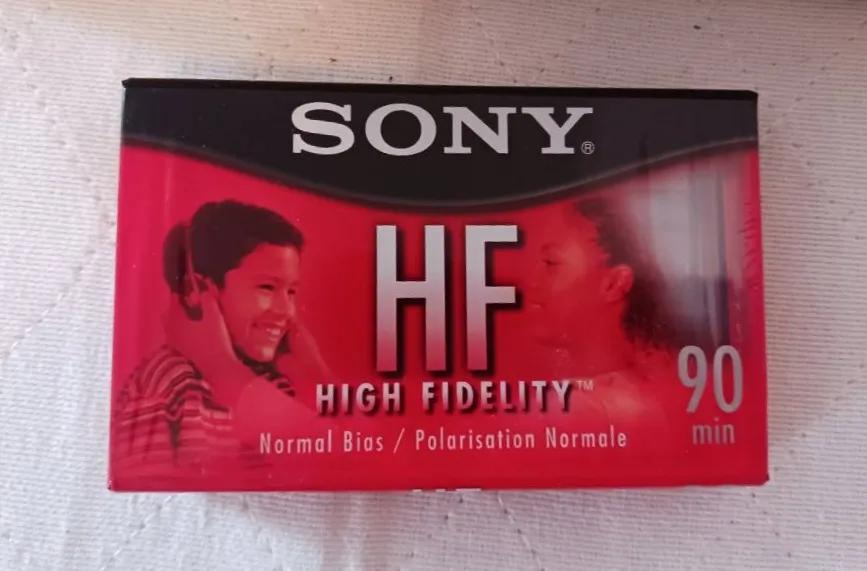 SONY®
HF
HIGH FIDELITY™
Normal Bias / Polarisation Normale
90
min